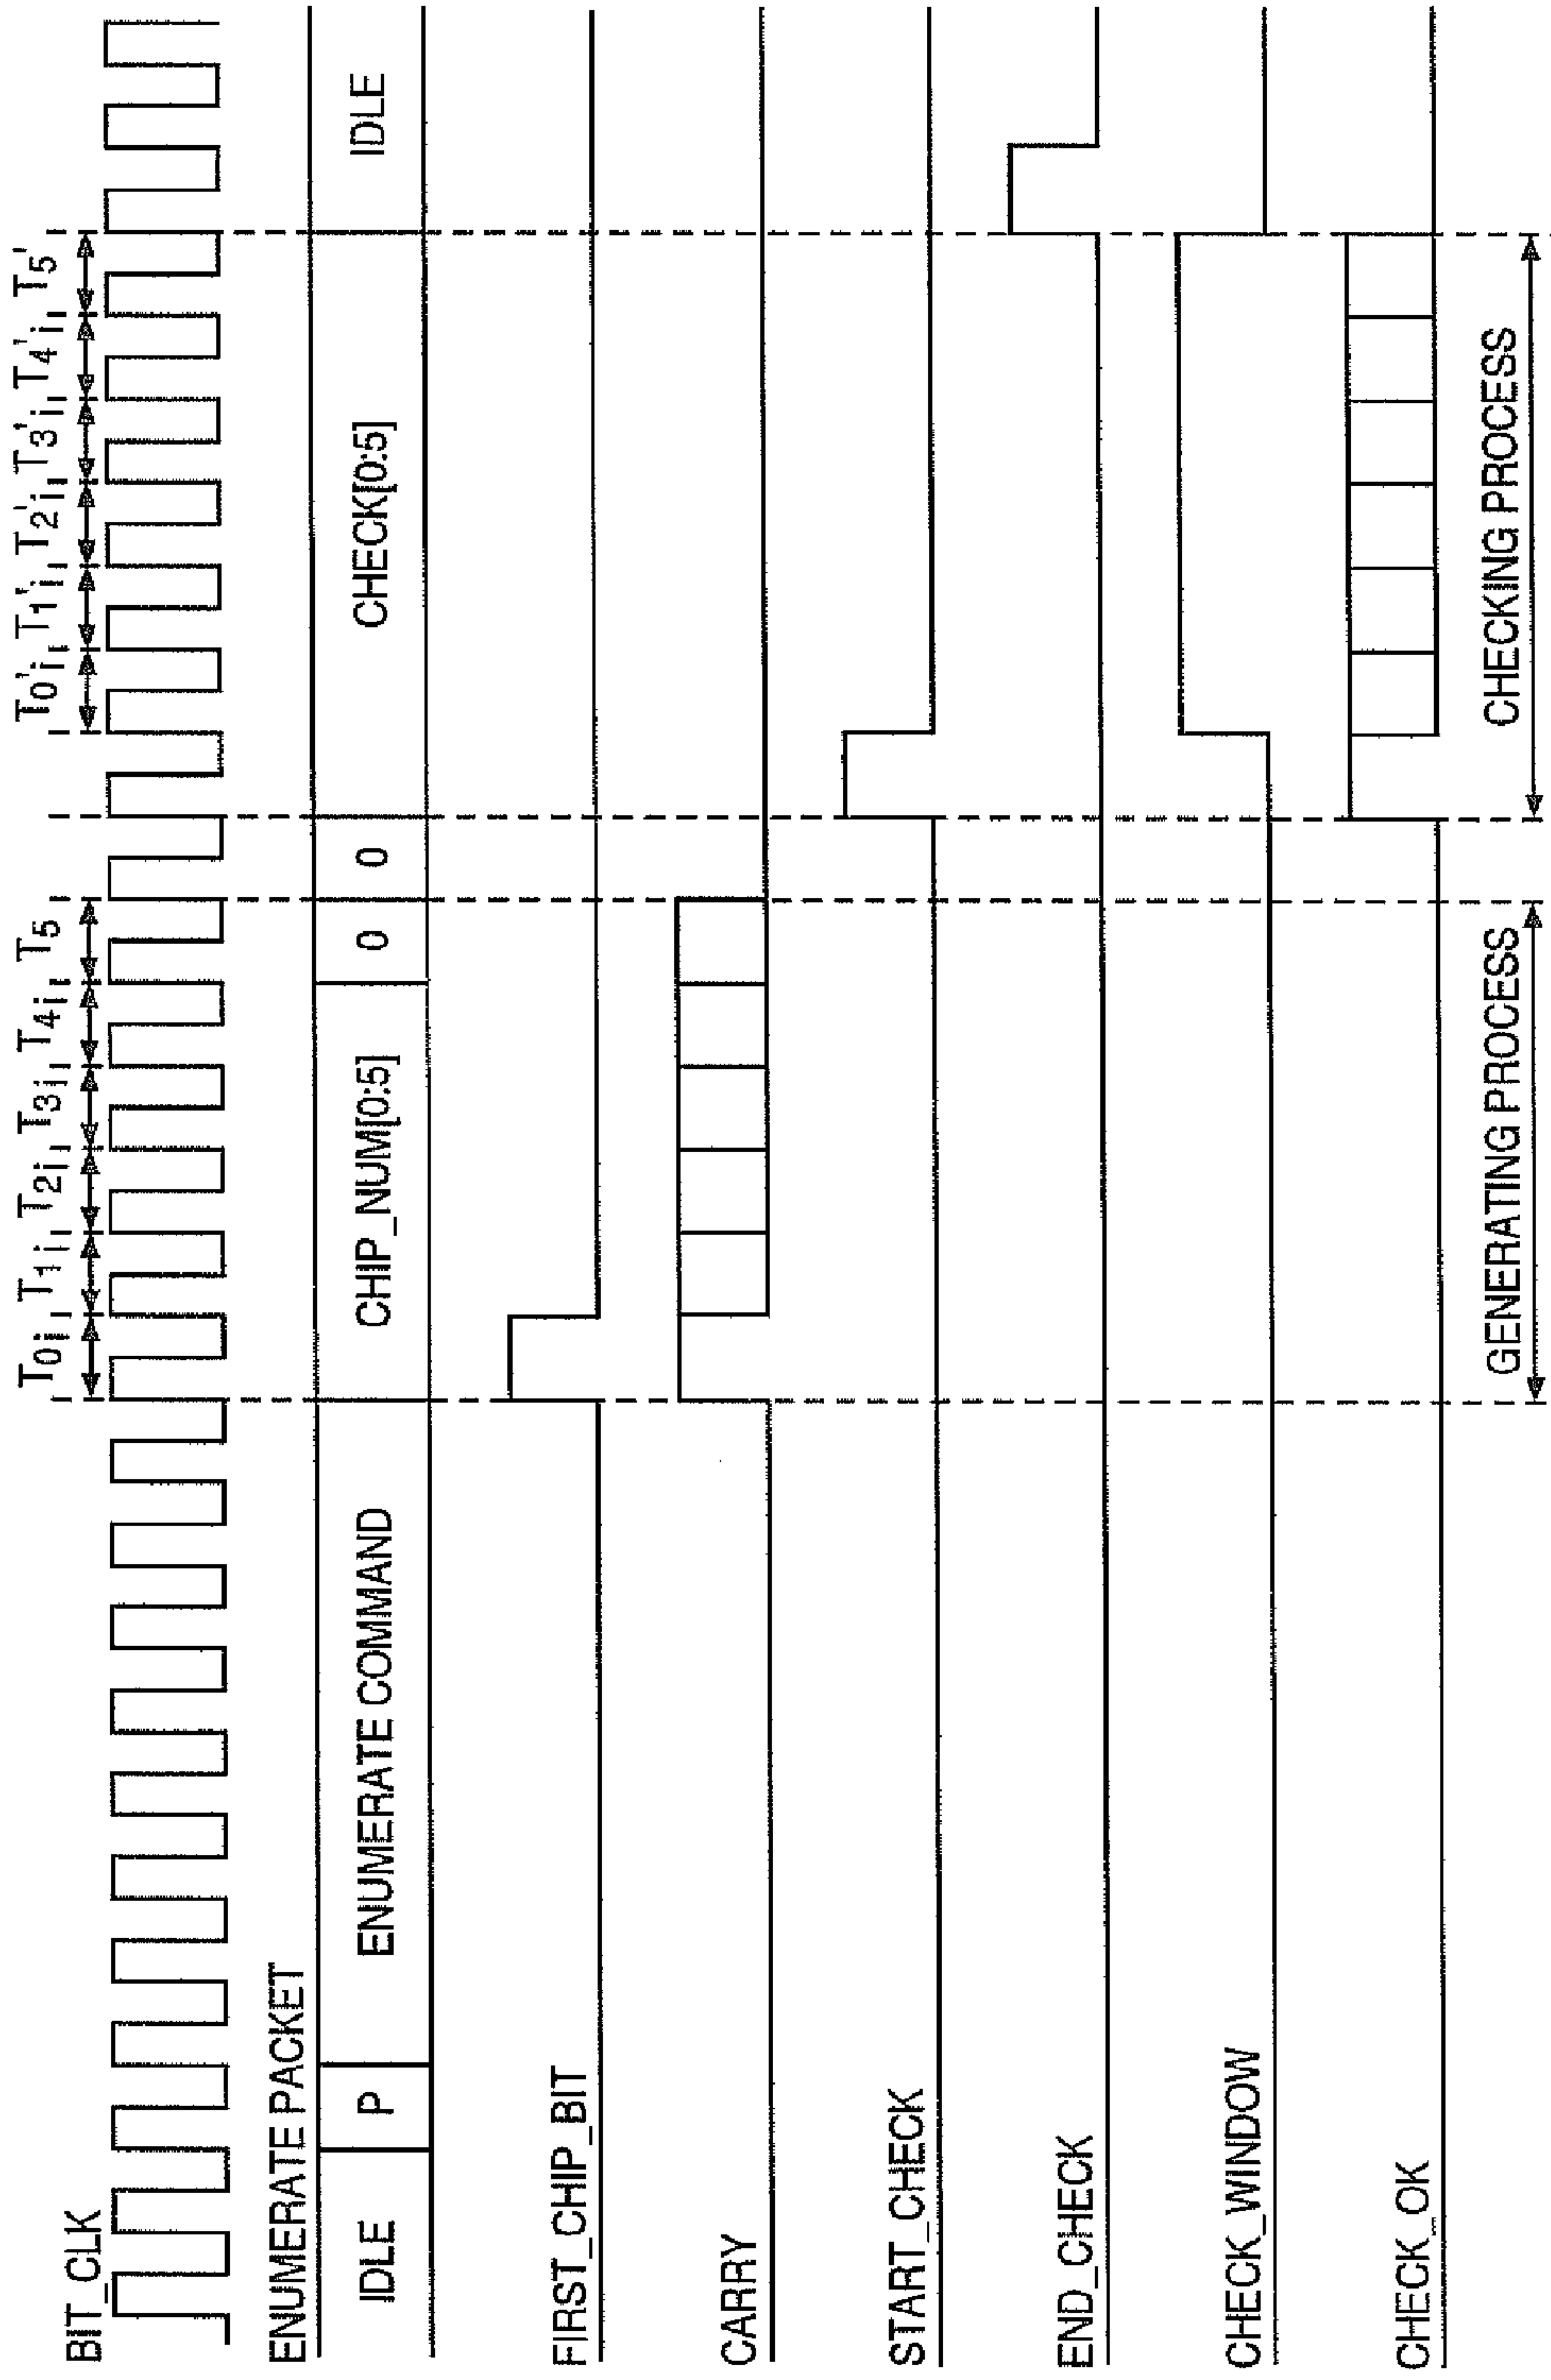 T0 T1 T2 T3 T4 T5 T0' T1' T2' T3' T4' T5'
BIT_CLK
ENUMERATE PACKET
IDLE P ENUMERATE COMMAND CHIP_NUM[0:5] 0 0 CHECK[0:5] IDLE
FIRST_CHIP_BIT
CARRY
START_CHECK
END_CHECK
CHECK_WINDOW
CHECK_OK
GENERATING PROCESS CHECKING PROCESS